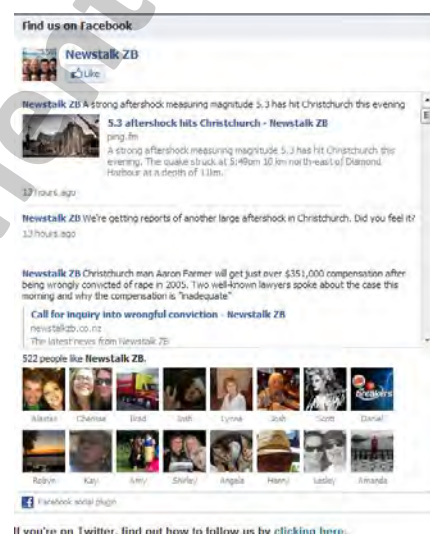 Find us on Facebook
Newstalk ZB
Like
Newstalk ZB A strong aftershock measuring magnitude 5.3 has hit Christchurch this evening
5.3 aftershock hits Christchurch - Newstalk ZB
ping.fm
A strong aftershock measuring magnitude 5.3 has hit Christchurch this
evening. The quake struck at 5:49pm 10 km north-east of Diamond
Harbour at a depth of 11km.
hours ago
Newstalk ZB We're getting reports of another large aftershock in Christchurch. Did you feel it?
13 hours ago
Newstalk ZB Christchurch man Aaron Farmer will get just over $351,000 compensation after
being wrongly convicted of rape in 2005. Two well-known lawyers spoke about the case this
morning and why the compensation is "inadequate"
Call for inquiry into wrongful conviction - Newstalk ZB
newstalkzb.co.nz
The latest news from Newstalk ZB
522 people like Newstalk ZB.
Breakers
Cherese Brad Josh Lynne Josh Scott Daniel
Robyn Kay Amy Shirley Angela Henry Lesley Amanda
Facebook social plugin
If you're on Twitter, find out how to follow us by clicking here.